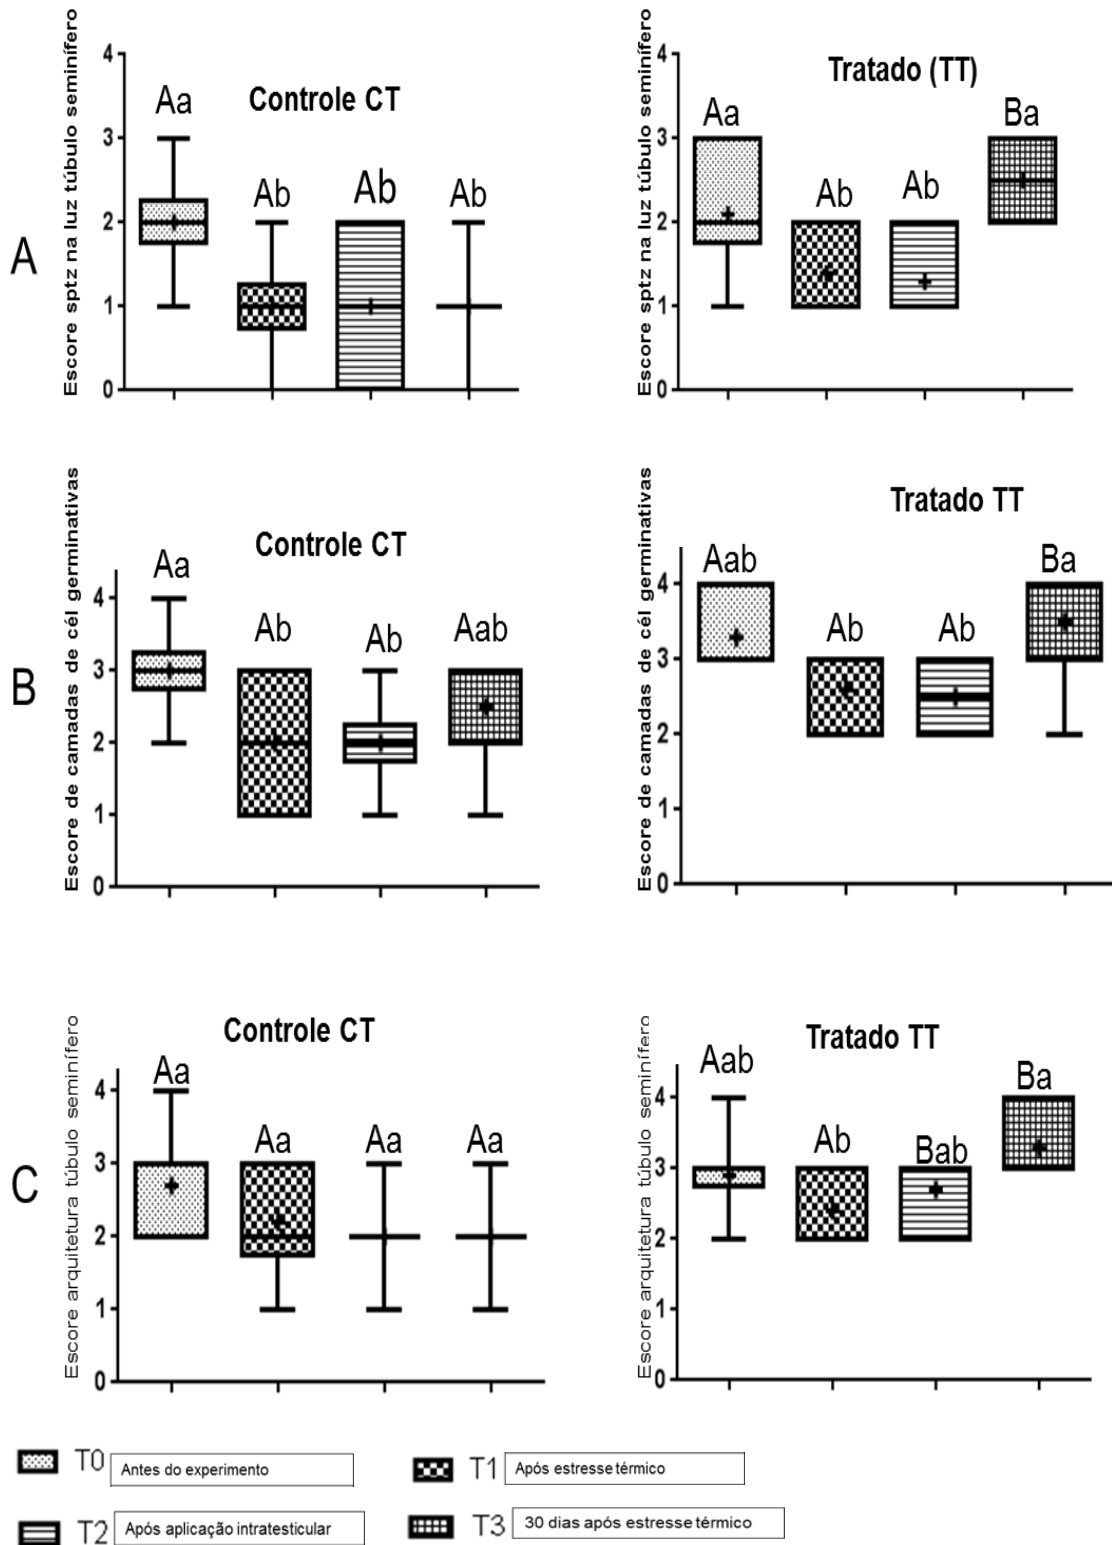 Controle CT
Tratado (TT)
A
Escore sptz na luz túbulo seminífero
4
3
2
1
0
Aa
Ab
Ab
Ab
Escore sptz na luz túbulo seminífero
4
3
2
1
0
Aa
Ab
Ab
Ba
Controle CT
Tratado TT
B
Escore de camadas de cél germinativas
4
3
2
1
0
Aa
Ab
Ab
Aab
Escore de camadas de cél germinativas
4
3
2
1
0
Aab
Ab
Ab
Ba
Controle CT
Tratado TT
C
Escore arquitetura túbulo seminífero
4
3
2
1
0
Aa
Aa
Aa
Aa
Escore arquitetura túbulo seminífero
4
3
2
1
0
Aab
Ab
Bab
Ba
T0 Antes do experimento
T1 Após estresse térmico
T2 Após aplicação intratesticular
T3 30 dias após estresse térmico